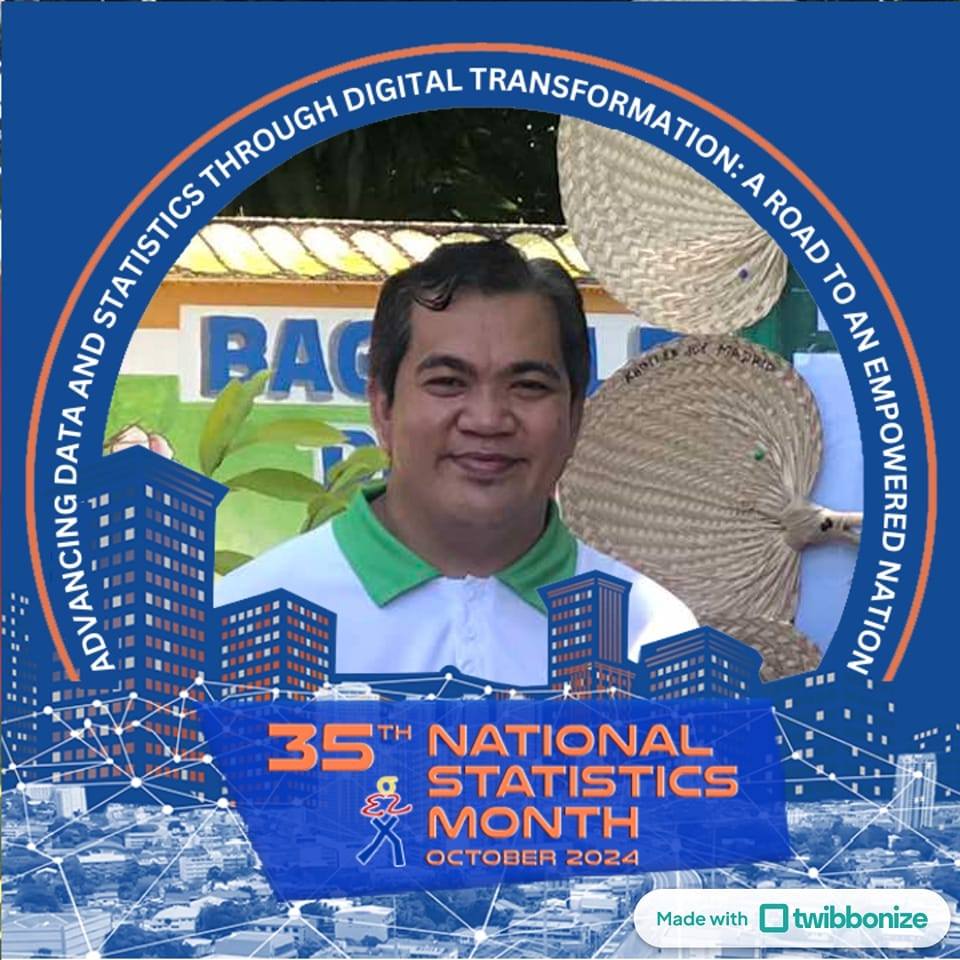 ADVANCING DATA AND STATISTICS THROUGH DIGITAL TRANSFORMATION: A ROAD TO AN EMPOWERED NATION
35TH NATIONAL
STATISTICS
MONTH
OCTOBER 2024
Made with twibbonize